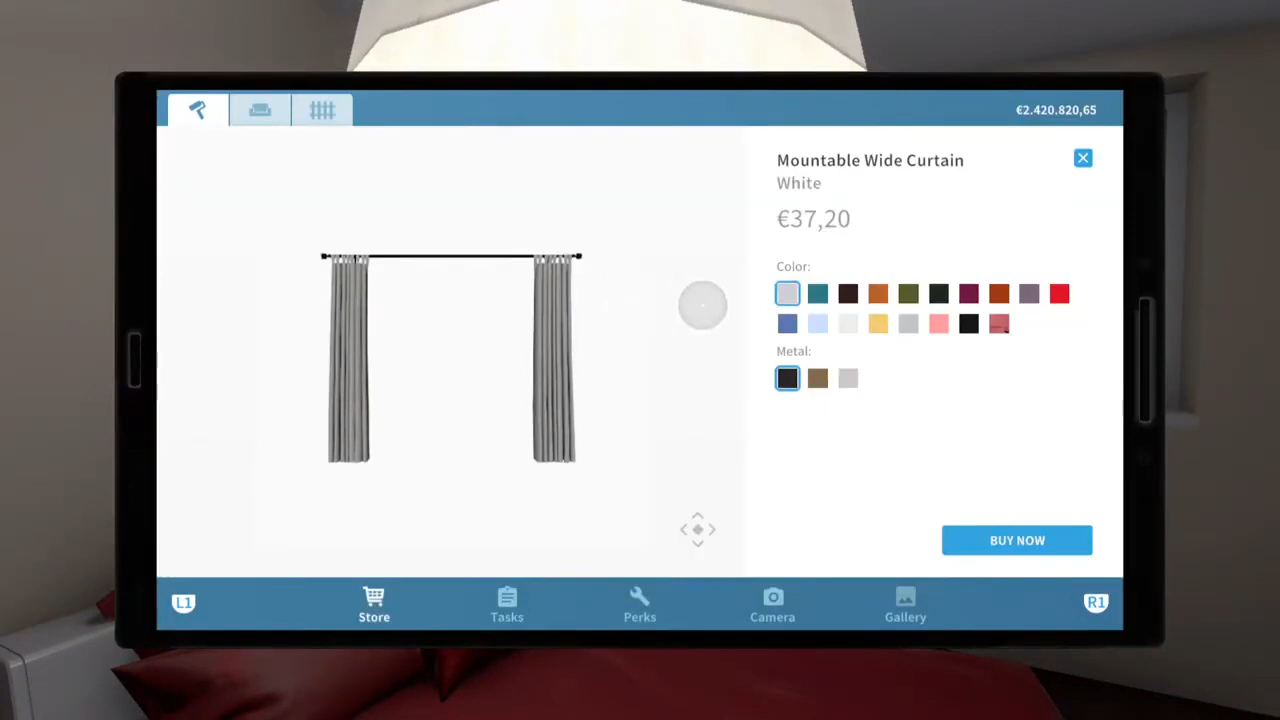 €2.420.820,65
Mountable Wide Curtain
White
€37,20
Color:
Metal:
BUY NOW
L1
Store
Tasks
Perks
Camera
Gallery
R1